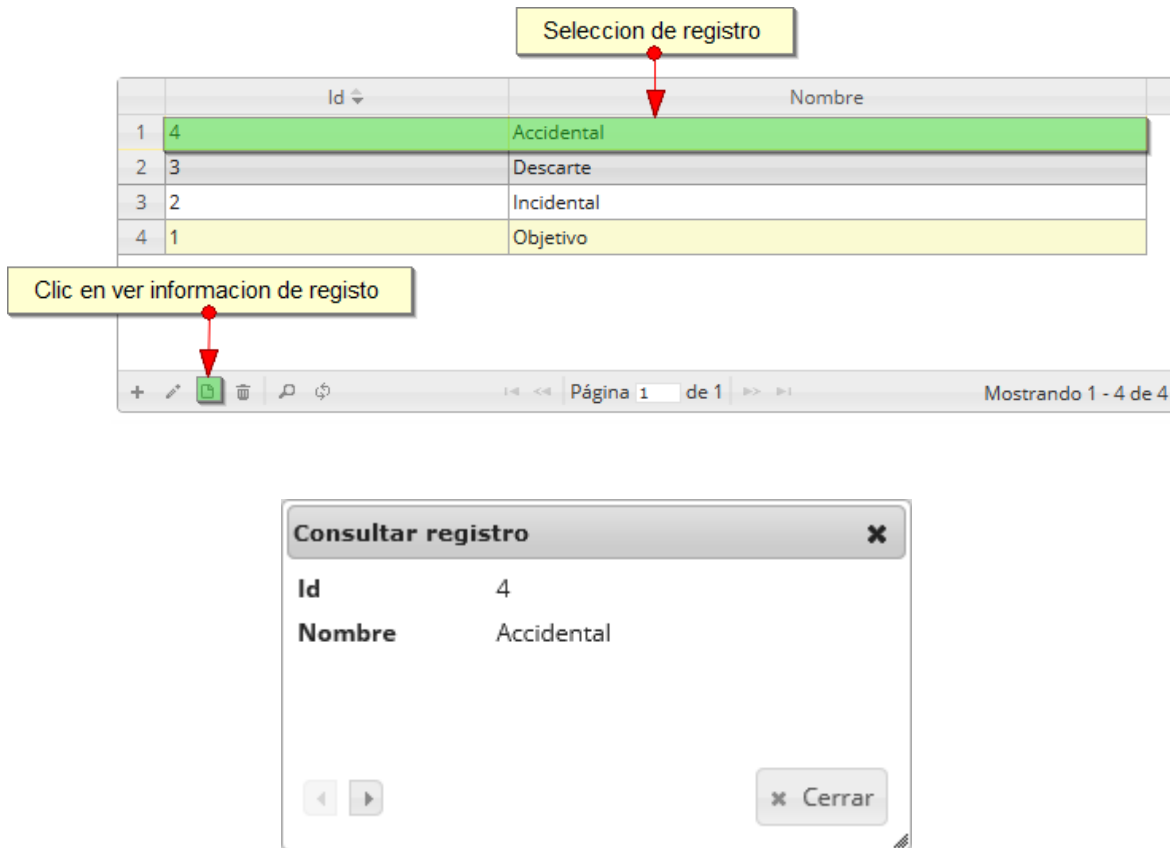 Seleccion de registro
Id Nombre
1 4 Accidental
2 3 Descarte
3 2 Incidental
4 1 Objetivo
Clic en ver informacion de registo
Página 1 de 1 Mostrando 1 - 4 de 4
Consultar registro
Id 4
Nombre Accidental
Cerrar